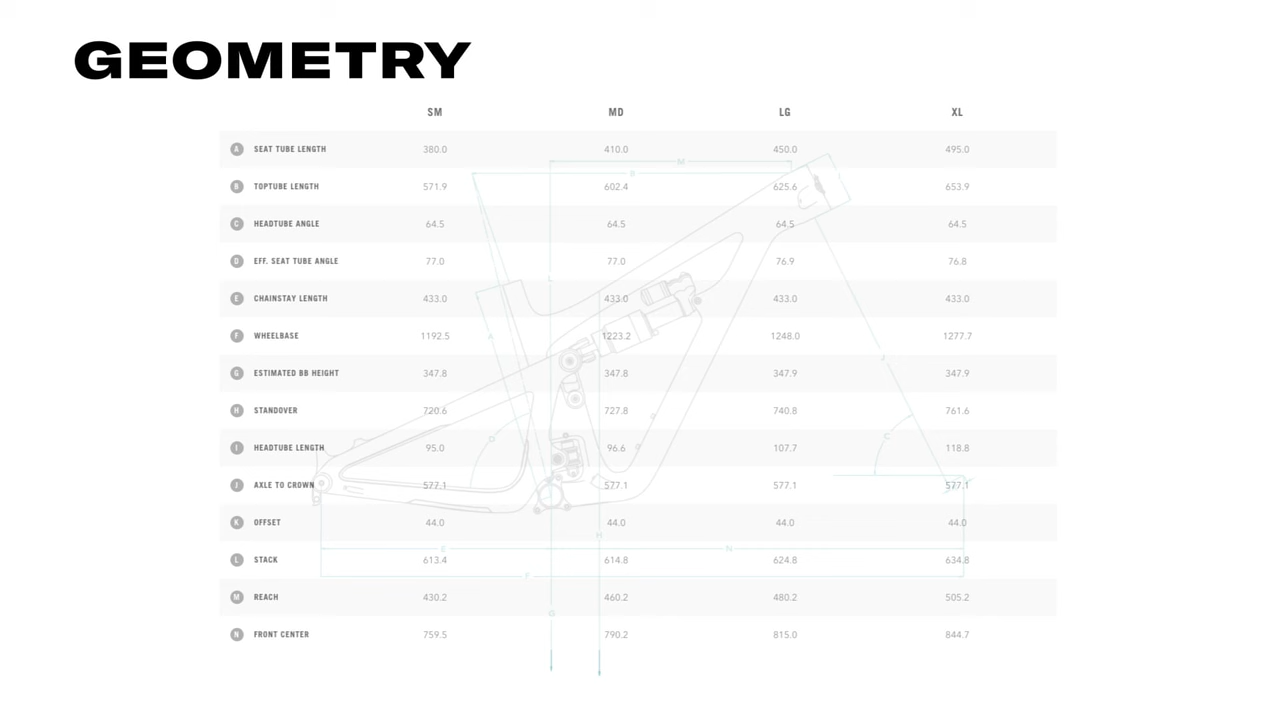 GEOMETRY
SM MD LG XL
A SEAT TUBE LENGTH 380.0 410.0 450.0 495.0
B TOPTUBE LENGTH 571.9 602.4 625.6 653.9
C HEADTUBE ANGLE 64.5 64.5 64.5 64.5
D EFF. SEAT TUBE ANGLE 77.0 77.0 76.9 76.8
E CHAINSTAY LENGTH 433.0 433.0 433.0 433.0
F WHEELBASE 1192.5 1223.2 1248.0 1277.7
G ESTIMATED BB HEIGHT 347.8 347.8 347.9 347.9
H STANDOVER 720.6 727.8 740.8 761.6
I HEADTUBE LENGTH 95.0 96.6 107.7 118.8
J AXLE TO CROWN 577.1 577.1 577.1 577.1
K OFFSET 44.0 44.0 44.0 44.0
L STACK 613.4 614.8 624.8 634.8
M REACH 430.2 460.2 480.2 505.2
N FRONT CENTER 759.5 790.2 815.0 844.7
M
B
L
A
J
D
C
H
E N
F
G